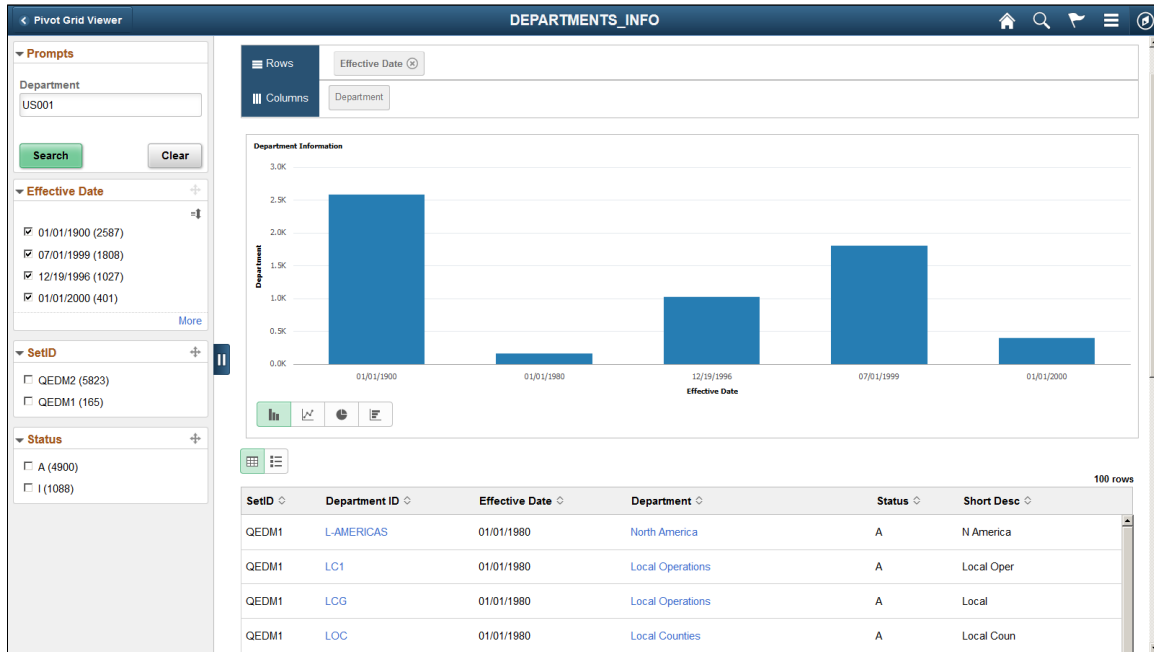 Pivot Grid Viewer
DEPARTMENTS_INFO
Prompts
Department
US001
Search
Clear
Effective Date
01/01/1900 (2587)
07/01/1999 (1808)
12/19/1996 (1027)
01/01/2000 (401)
More
SetID
QEDM2 (5823)
QEDM1 (165)
Status
A (4900)
I (1088)
Rows
Effective Date
Columns
Department
Department Information
3.0K
2.5K
2.0K
1.5K
1.0K
0.5K
0.0K
Department
01/01/1900 01/01/1980 12/19/1996 07/01/1999 01/01/2000
Effective Date
100 rows
SetID Department ID Effective Date Department Status Short Desc
QEDM1 L-AMERICAS 01/01/1980 North America A N America
QEDM1 LC1 01/01/1980 Local Operations A Local Oper
QEDM1 LCG 01/01/1980 Local Operations A Local
QEDM1 LOC 01/01/1980 Local Counties A Local Coun